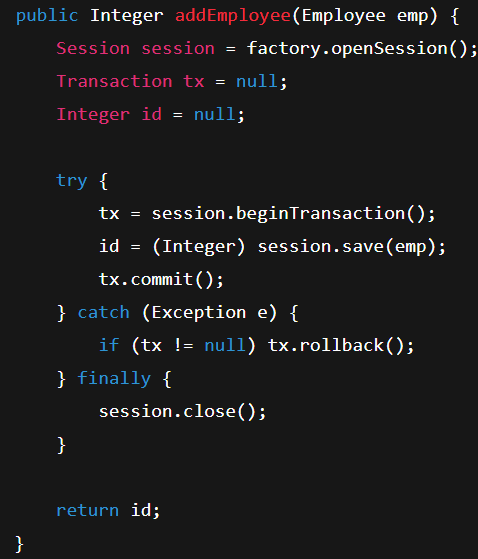 public Integer addEmployee(Employee emp) {
    Session session = factory.openSession();
    Transaction tx = null;
    Integer id = null;

    try {
        tx = session.beginTransaction();
        id = (Integer) session.save(emp);
        tx.commit();
    } catch (Exception e) {
        if (tx != null) tx.rollback();
    } finally {
        session.close();
    }

    return id;
}